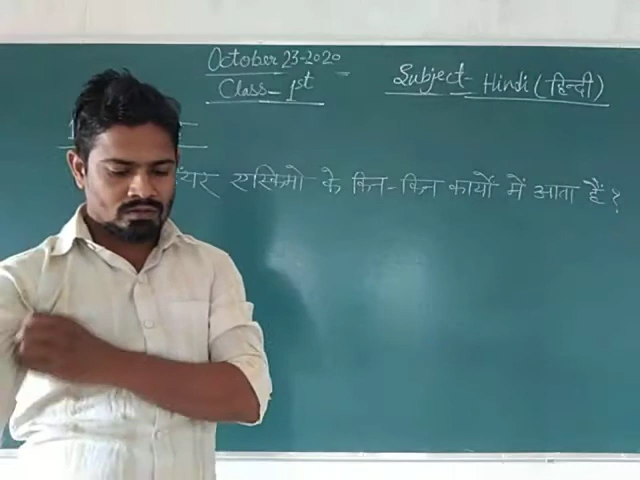 October 23-2020
Class- 1st
Subject- Hindi (हिन्दी)
एस्किमो के किन-किन कार्यो में आता हैं?